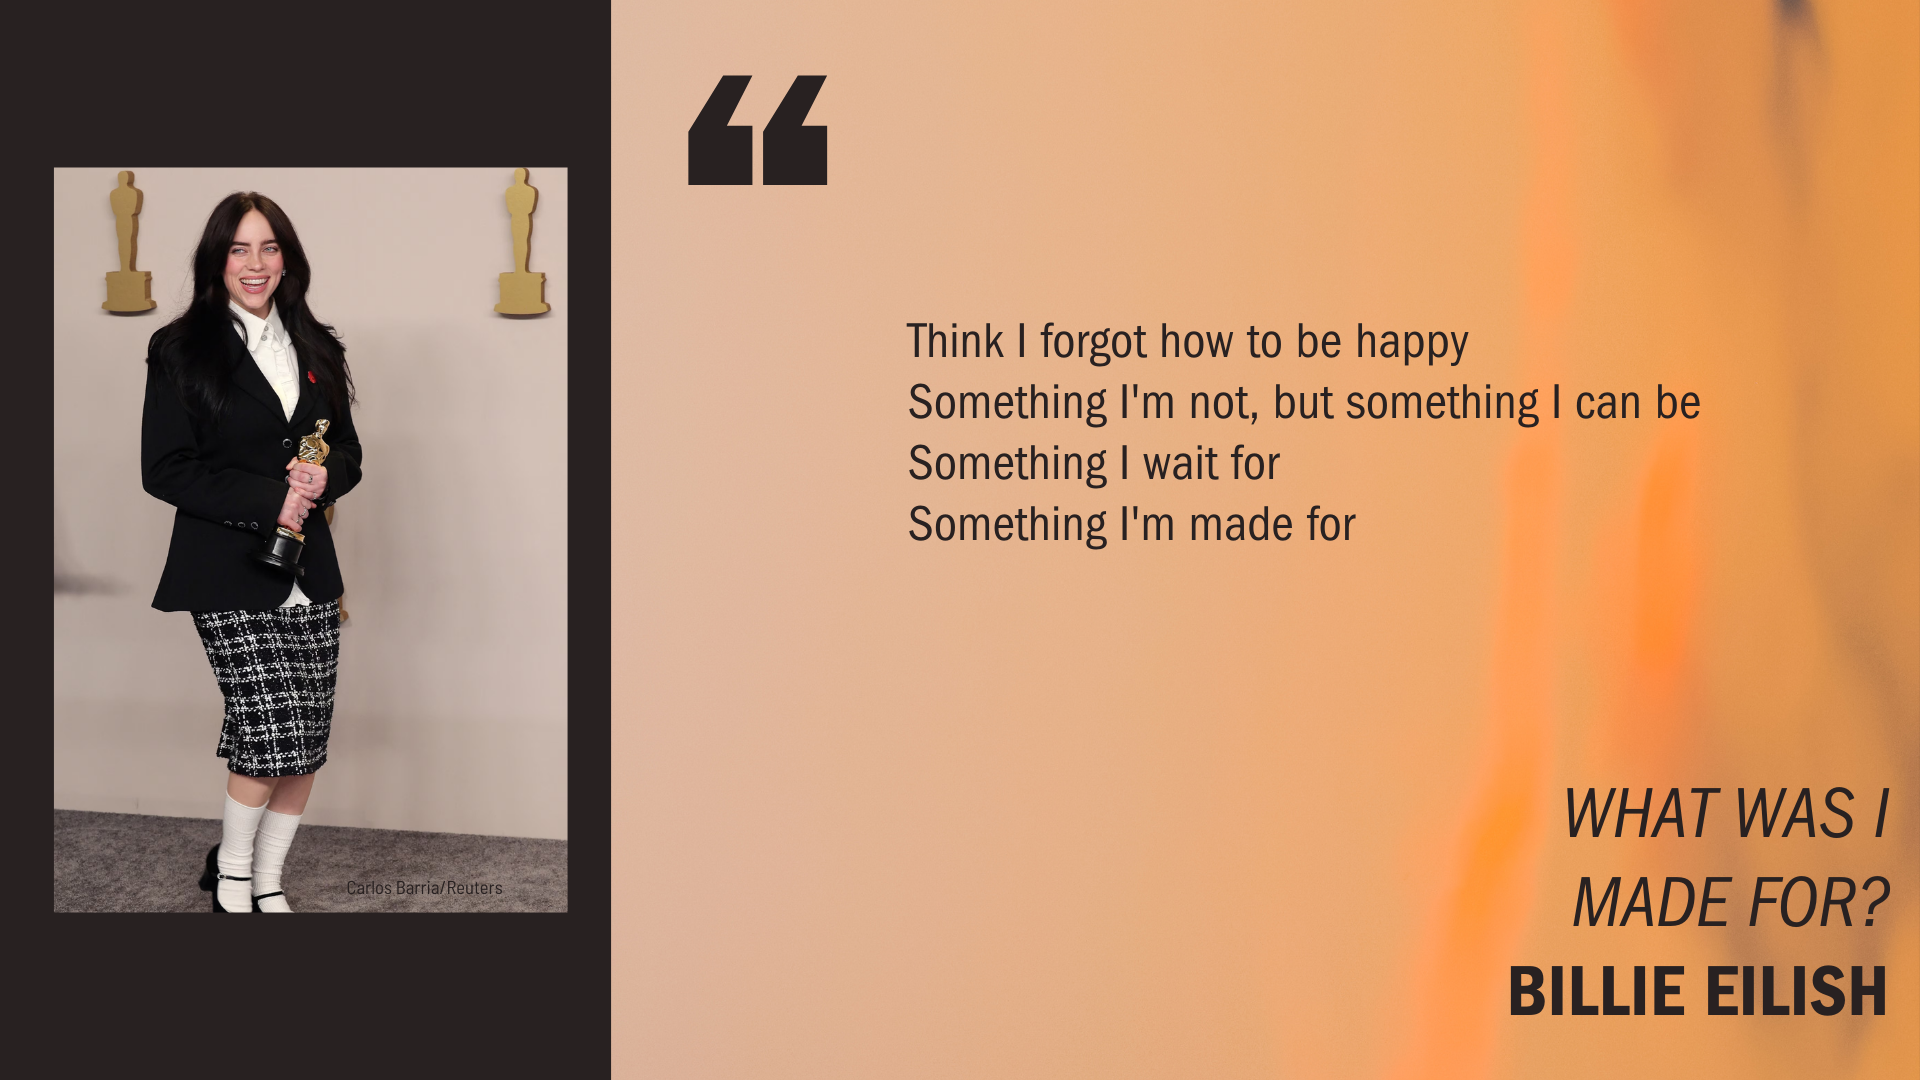 “
Think I forgot how to be happy
Something I'm not, but something I can be
Something I wait for
Something I'm made for
WHAT WAS I
MADE FOR?
BILLIE EILISH
Carlos Barria/Reuters